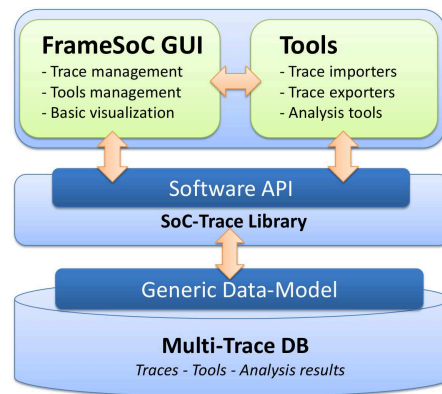 FrameSoC GUI
- Trace management
- Tools management
- Basic visualization
Tools
- Trace importers
- Trace exporters
- Analysis tools
Software API
SoC-Trace Library
Generic Data-Model
Multi-Trace DB
Traces - Tools - Analysis results